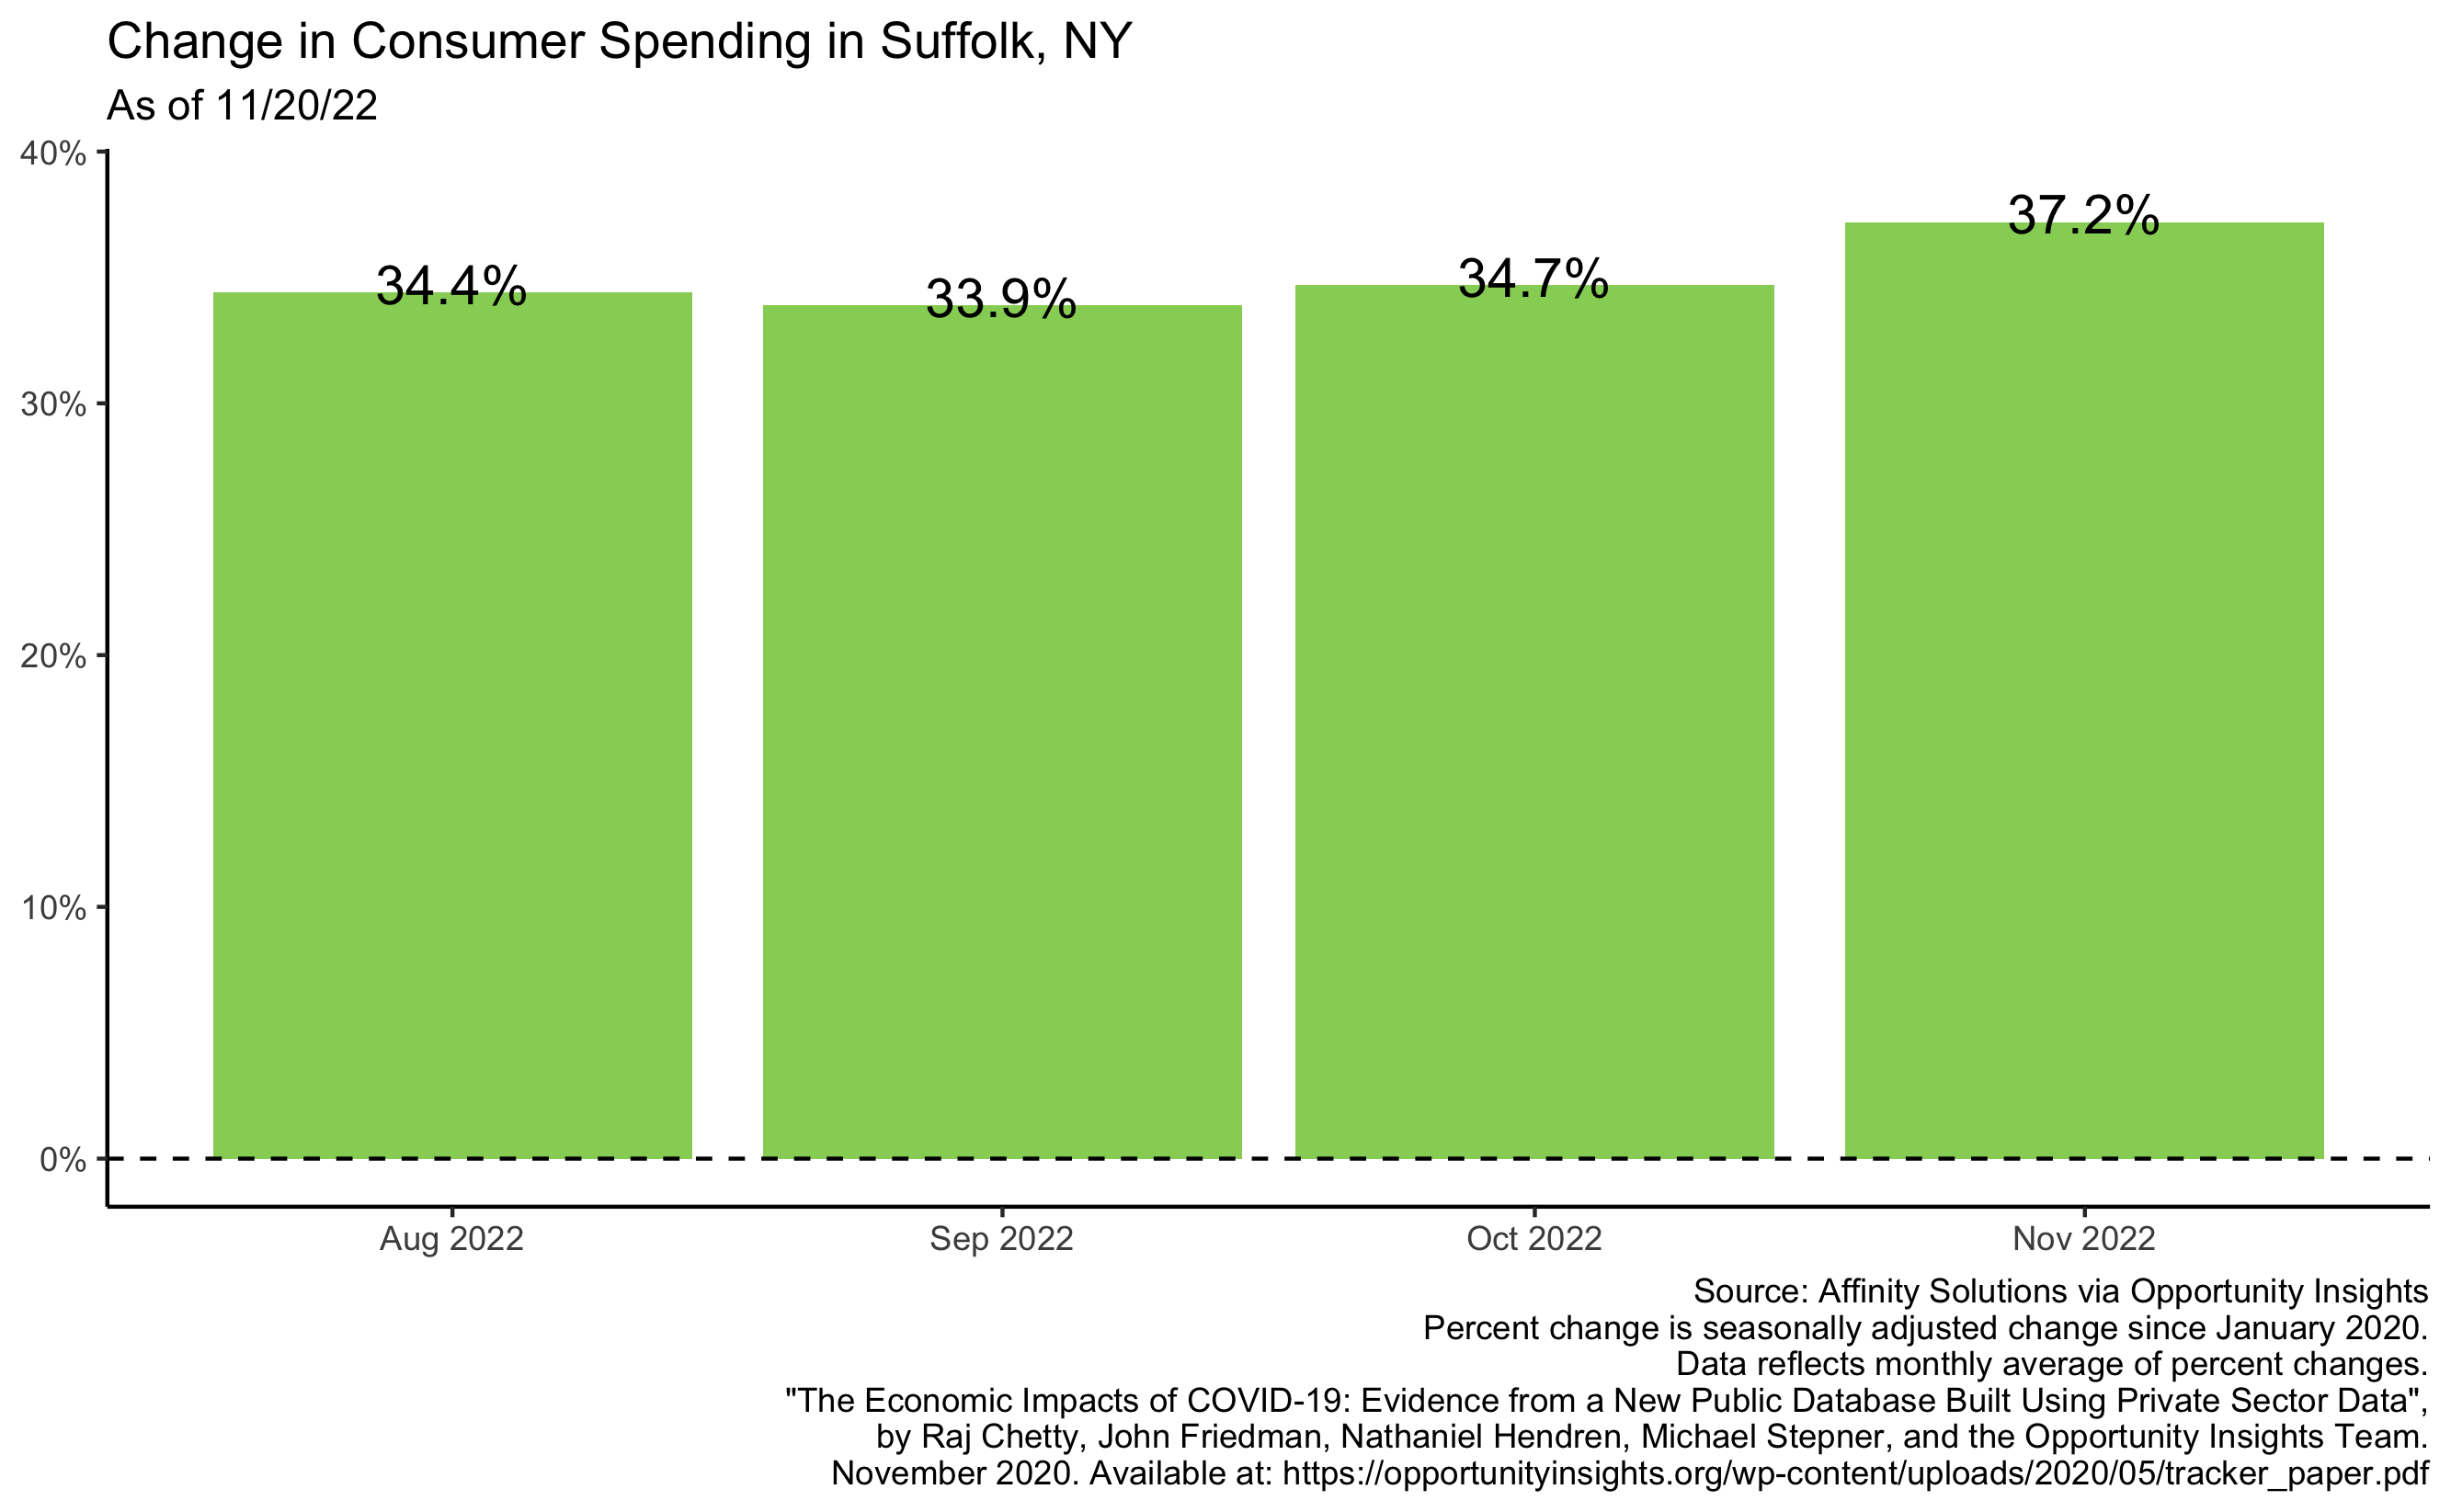 Change in Consumer Spending in Suffolk, NY
As of 11/20/22
40%
30%
20%
10%
0%
34.4%
33.9%
34.7%
37.2%
Aug 2022
Sep 2022
Oct 2022
Nov 2022
Source: Affinity Solutions via Opportunity Insights
Percent change is seasonally adjusted change since January 2020.
Data reflects monthly average of percent changes.
"The Economic Impacts of COVID-19: Evidence from a New Public Database Built Using Private Sector Data",
by Raj Chetty, John Friedman, Nathaniel Hendren, Michael Stepner, and the Opportunity Insights Team.
November 2020. Available at: https://opportunityinsights.org/wp-content/uploads/2020/05/tracker_paper.pdf